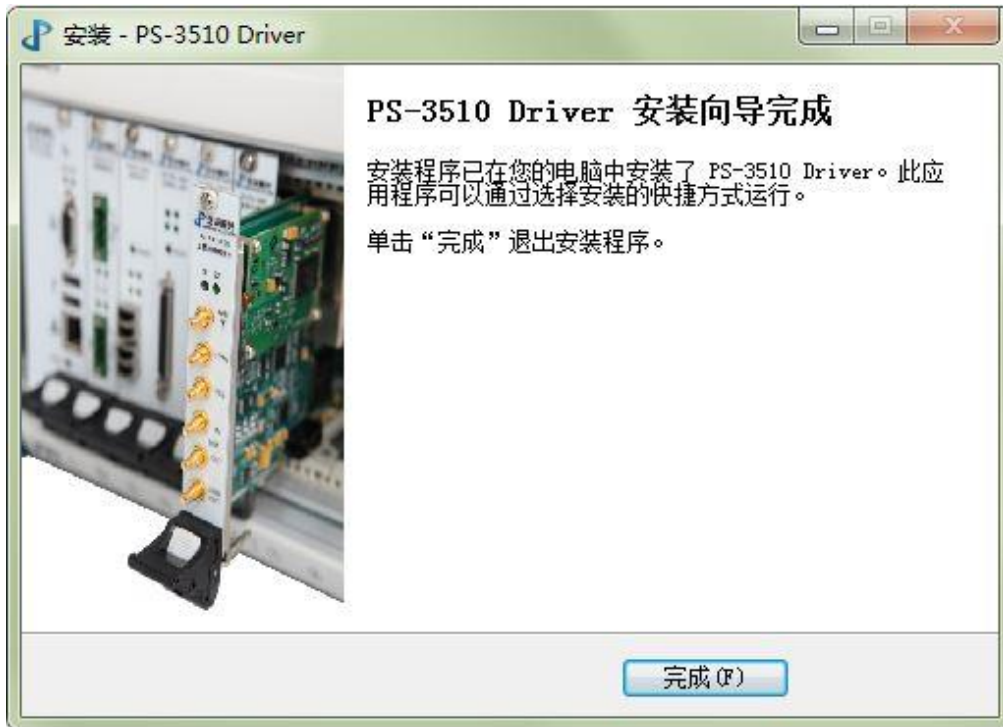 安装 - PS-3510 Driver
PS-3510 Driver 安装向导完成
安装程序已在您的电脑中安装了 PS-3510 Driver。此应
用程序可以通过选择安装的快捷方式运行。
单击“完成”退出安装程序。
完成(F)